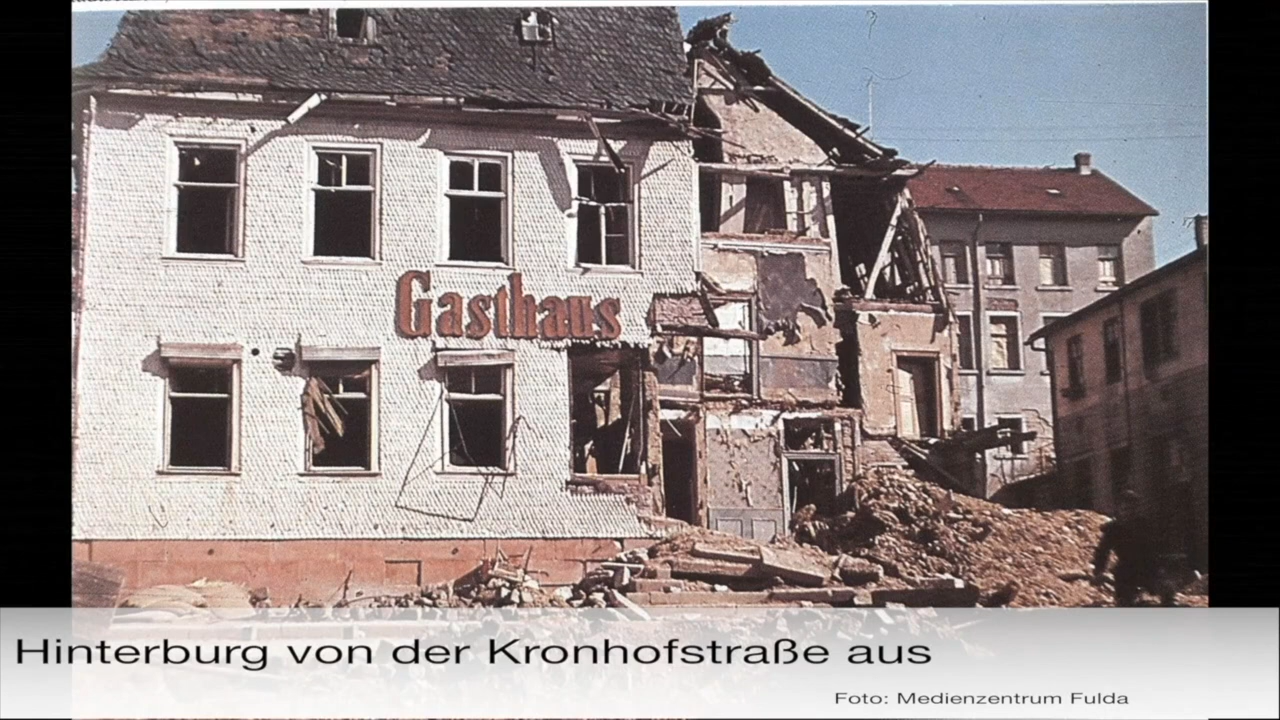 Gasthaus
Hinterburg von der Kronhofstraße aus
Foto: Medienzentrum Fulda